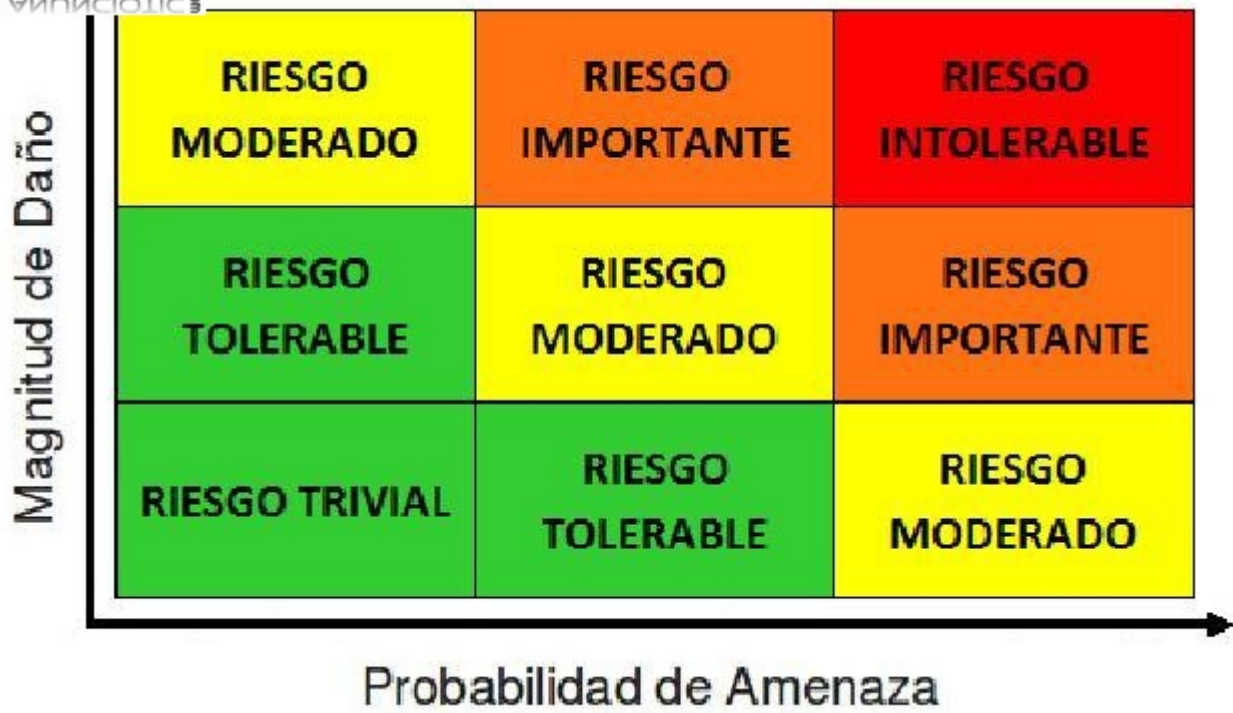 RIESGO
MODERADO
RIESGO
IMPORTANTE
RIESGO
INTOLERABLE
RIESGO
TOLERABLE
RIESGO
MODERADO
RIESGO
IMPORTANTE
RIESGO TRIVIAL
RIESGO
TOLERABLE
RIESGO
MODERADO
Magnitud de Daño
Probabilidad de Amenaza